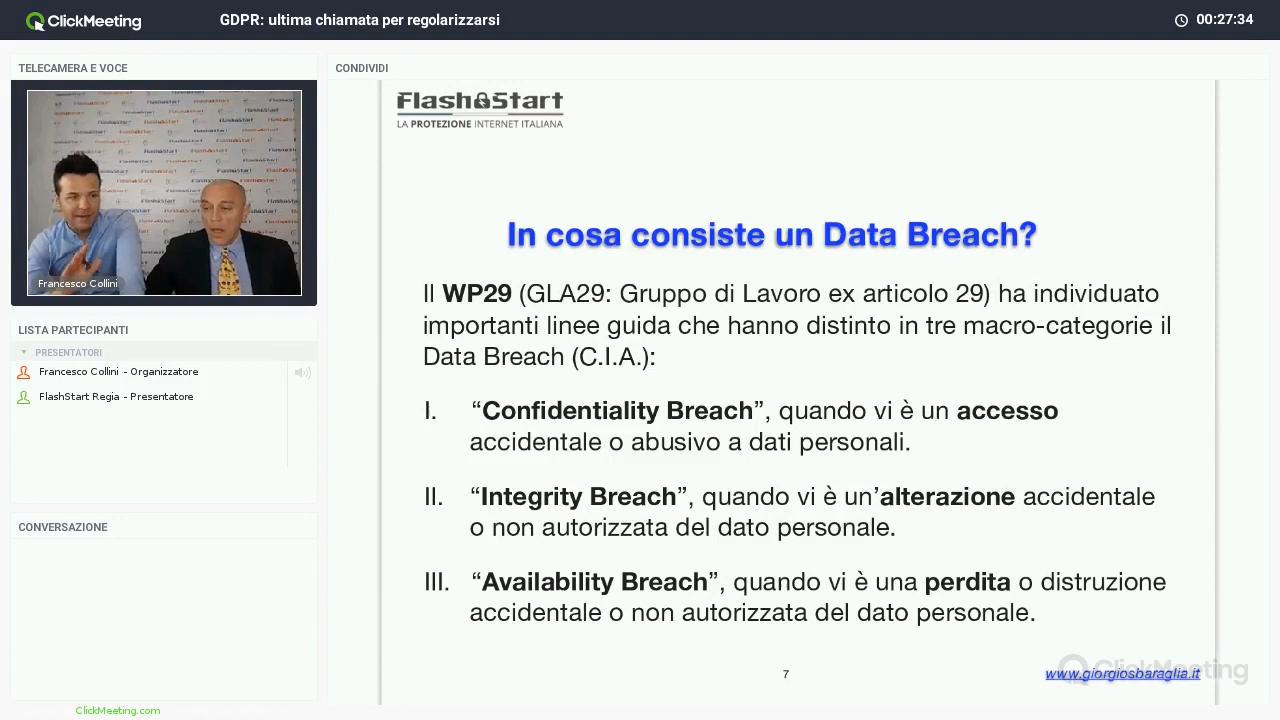 ClickMeeting
GDPR: ultima chiamata per regolarizzarsi
00:27:34
TELECAMERA E VOCE
Francesco Collini
LISTA PARTECIPANTI
PRESENTATORI
Francesco Collini - Organizzatore
FlashStart Regia - Presentatore
CONVERSAZIONE
ClickMeeting.com
CONDIVIDI
FlashStart
LA PROTEZIONE INTERNET ITALIANA
In cosa consiste un Data Breach?
Il WP29 (GLA29: Gruppo di Lavoro ex articolo 29) ha individuato
importanti linee guida che hanno distinto in tre macro-categorie il
Data Breach (C.I.A.):
I. “Confidentiality Breach”, quando vi è un accesso
accidentale o abusivo a dati personali.
II. “Integrity Breach”, quando vi è un’alterazione accidentale
o non autorizzata del dato personale.
III. “Availability Breach”, quando vi è una perdita o distruzione
accidentale o non autorizzata del dato personale.
7
www.giorgiosbaraglia.it
ClickMeeting